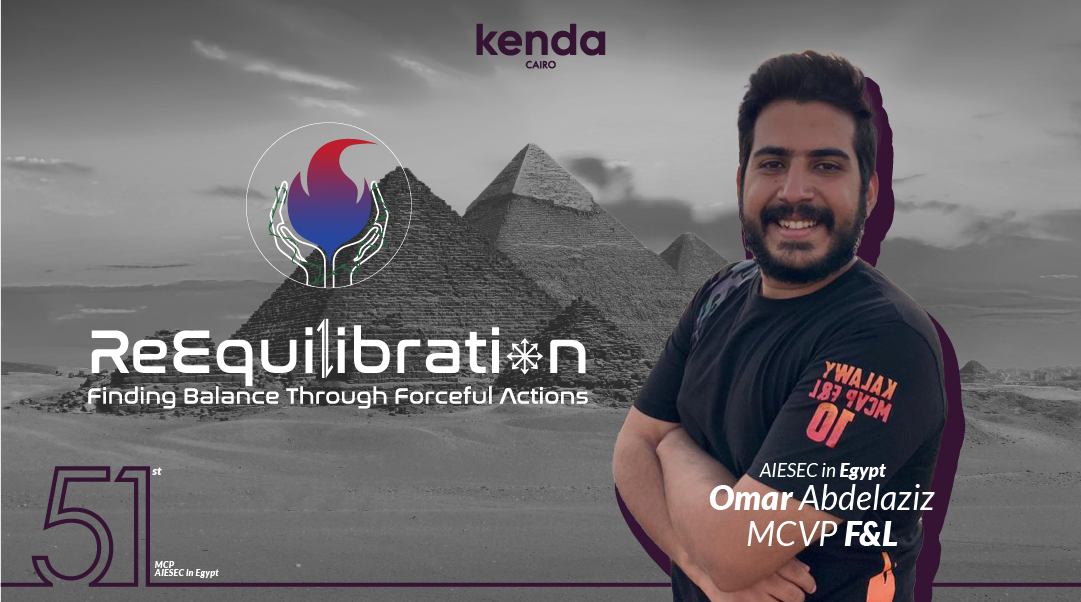 kenda
CAIRO
ReEquilibration
Finding Balance Through Forceful Actions
KALAWY
MCVP F&L
10
AIESEC in Egypt
Omar Abdelaziz
MCVP F&L
51st
MCP
AIESEC In Egypt